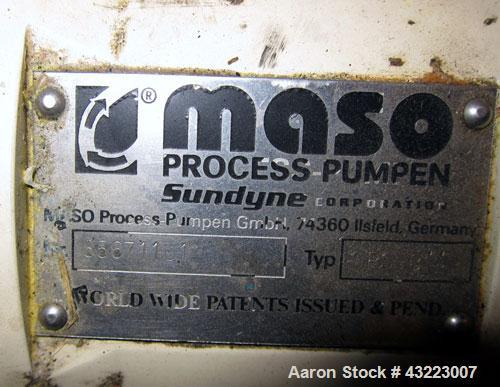 ® maso
PROCESS-PUMPEN
Sundyne CORPORATION
MASO Process-Pumpen GmbH, 74360 Ilsfeld, Germany
Typ
WORLD WIDE PATENTS ISSUED & PEND.
Aaron Stock # 43223007